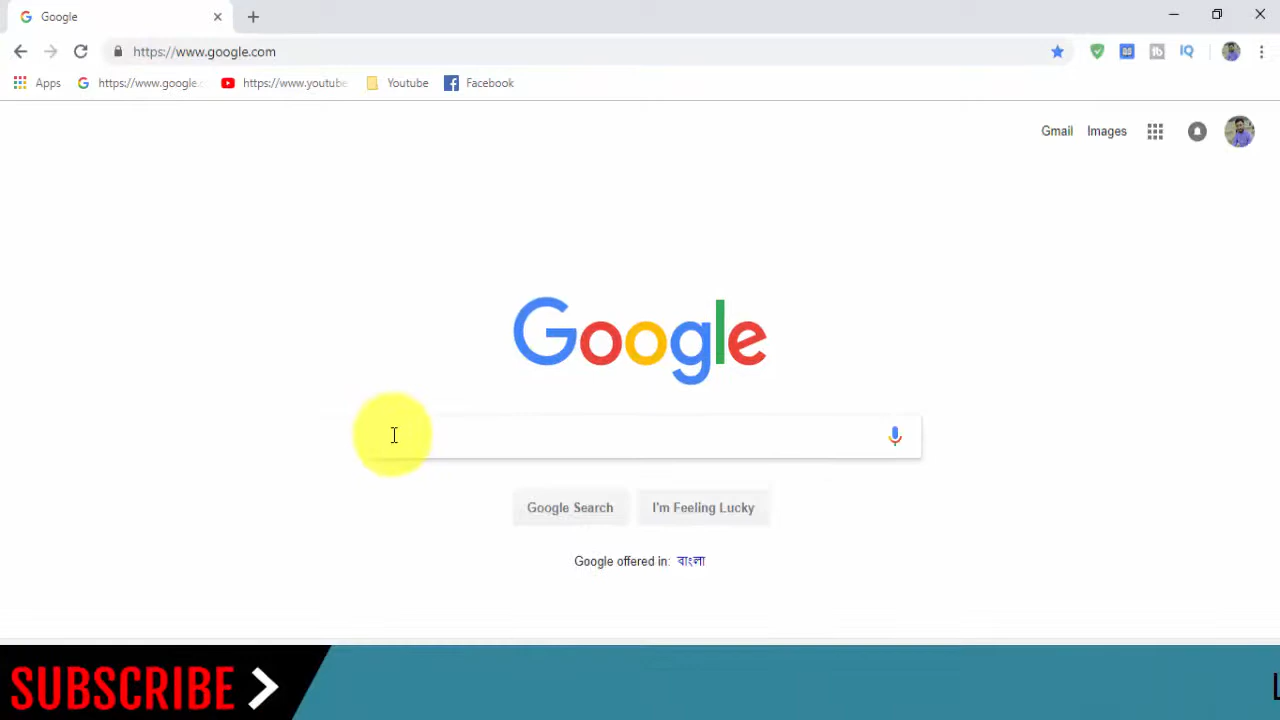 Google
https://www.google.com
Apps
https://www.google.
https://www.youtube
Youtube
Facebook
Gmail
Images
Google
Google Search
I'm Feeling Lucky
Google offered in: বাংলা
SUBSCRIBE